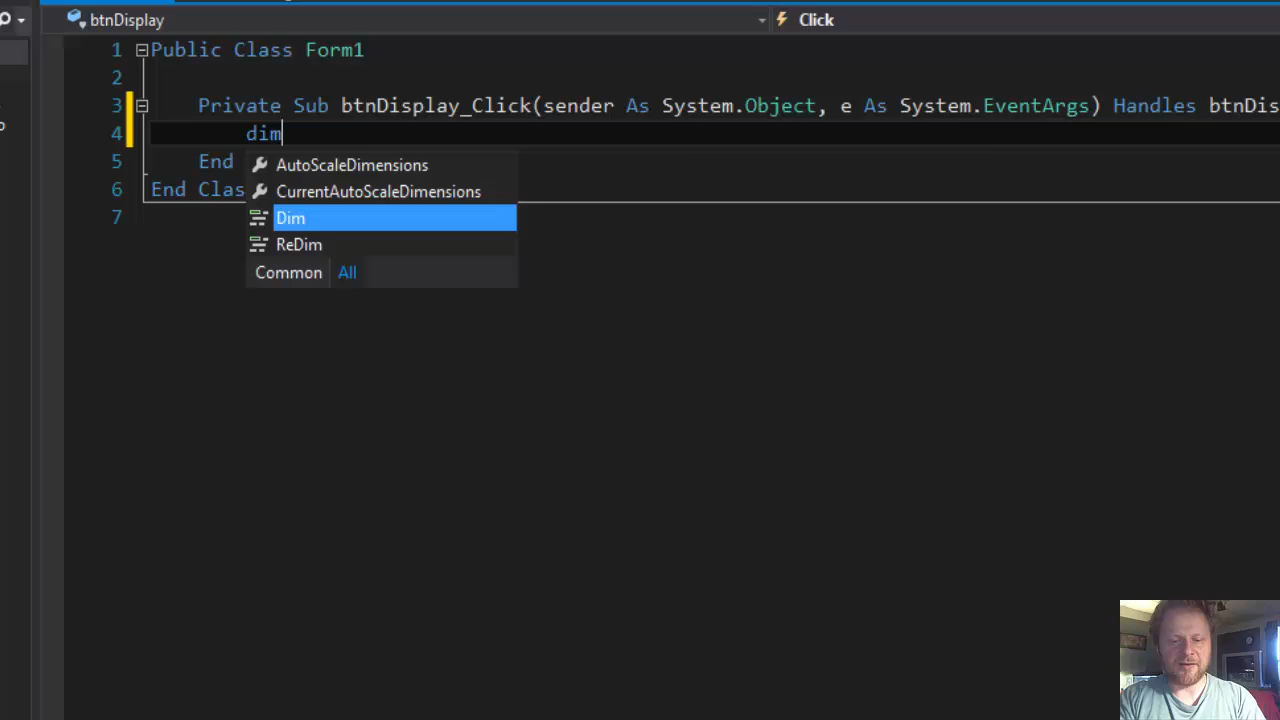 btnDisplay Click
1 Public Class Form1
2
3 Private Sub btnDisplay_Click(sender As System.Object, e As System.EventArgs) Handles btnDis
4 dim
AutoScaleDimensions
5 End
CurrentAutoScaleDimensions
6 End Clas
7
Dim
ReDim
Common All